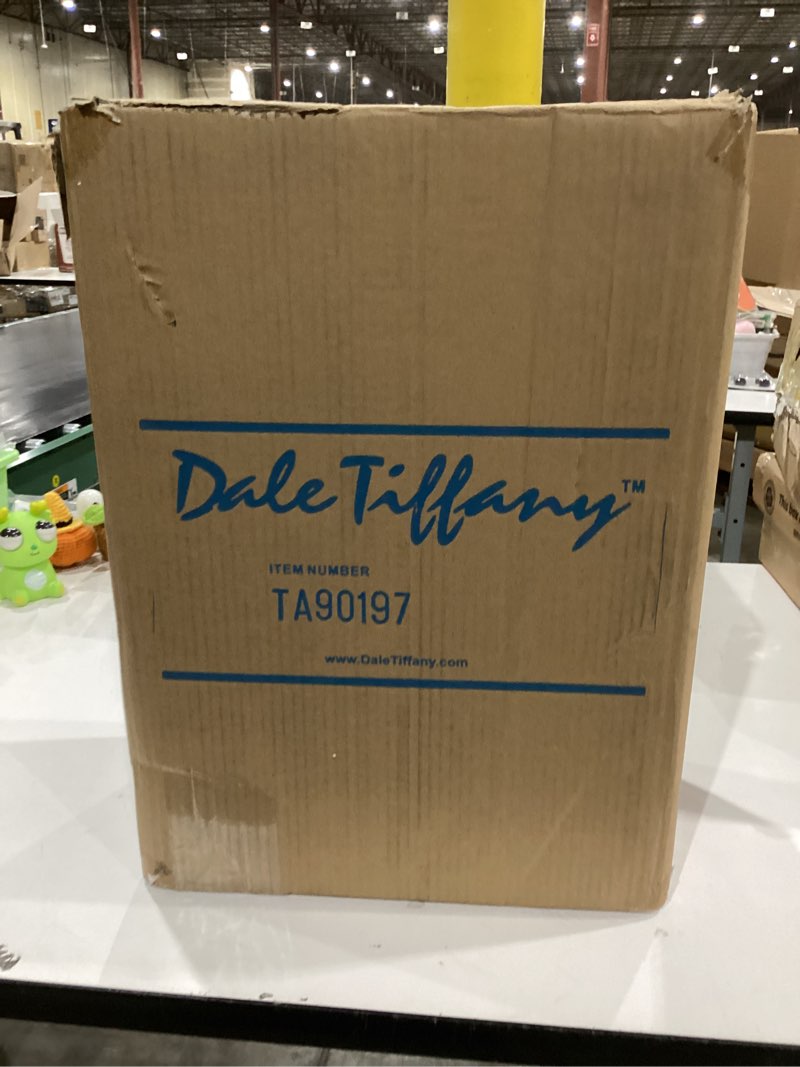 Dale Tiffany™
ITEM NUMBER
TA90197
www.DaleTiffany.com